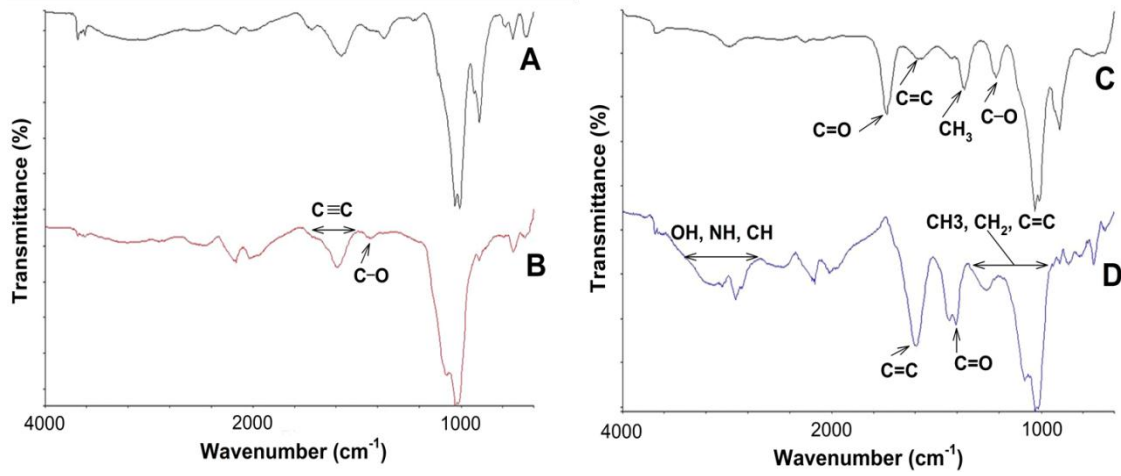 Transmittance (%)
A
C≡C
C−O
B
4000
2000
1000
Wavenumber (cm-1)
Transmittance (%)
C
C=O
C=C
CH3
C−O
OH, NH, CH
CH3, CH2, C=C
D
C=C
C=O
4000
2000
1000
Wavenumber (cm-1)